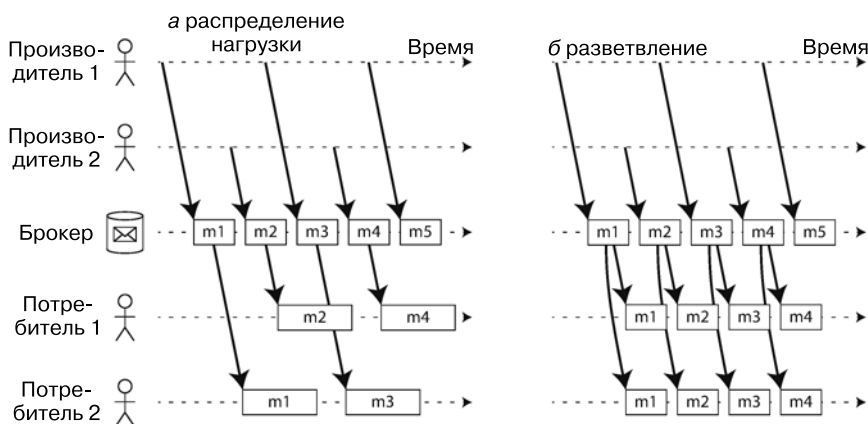 а распределение
нагрузки
Время
б разветвление
Время
Произво-
дитель 1
Произво-
дитель 2
Брокер
m1 m2 m3 m4 m5
m1 m2 m3 m4 m5
Потре-
битель 1
m2 m4
m1 m2 m3 m4
Потре-
битель 2
m1 m3
m1 m2 m3 m4